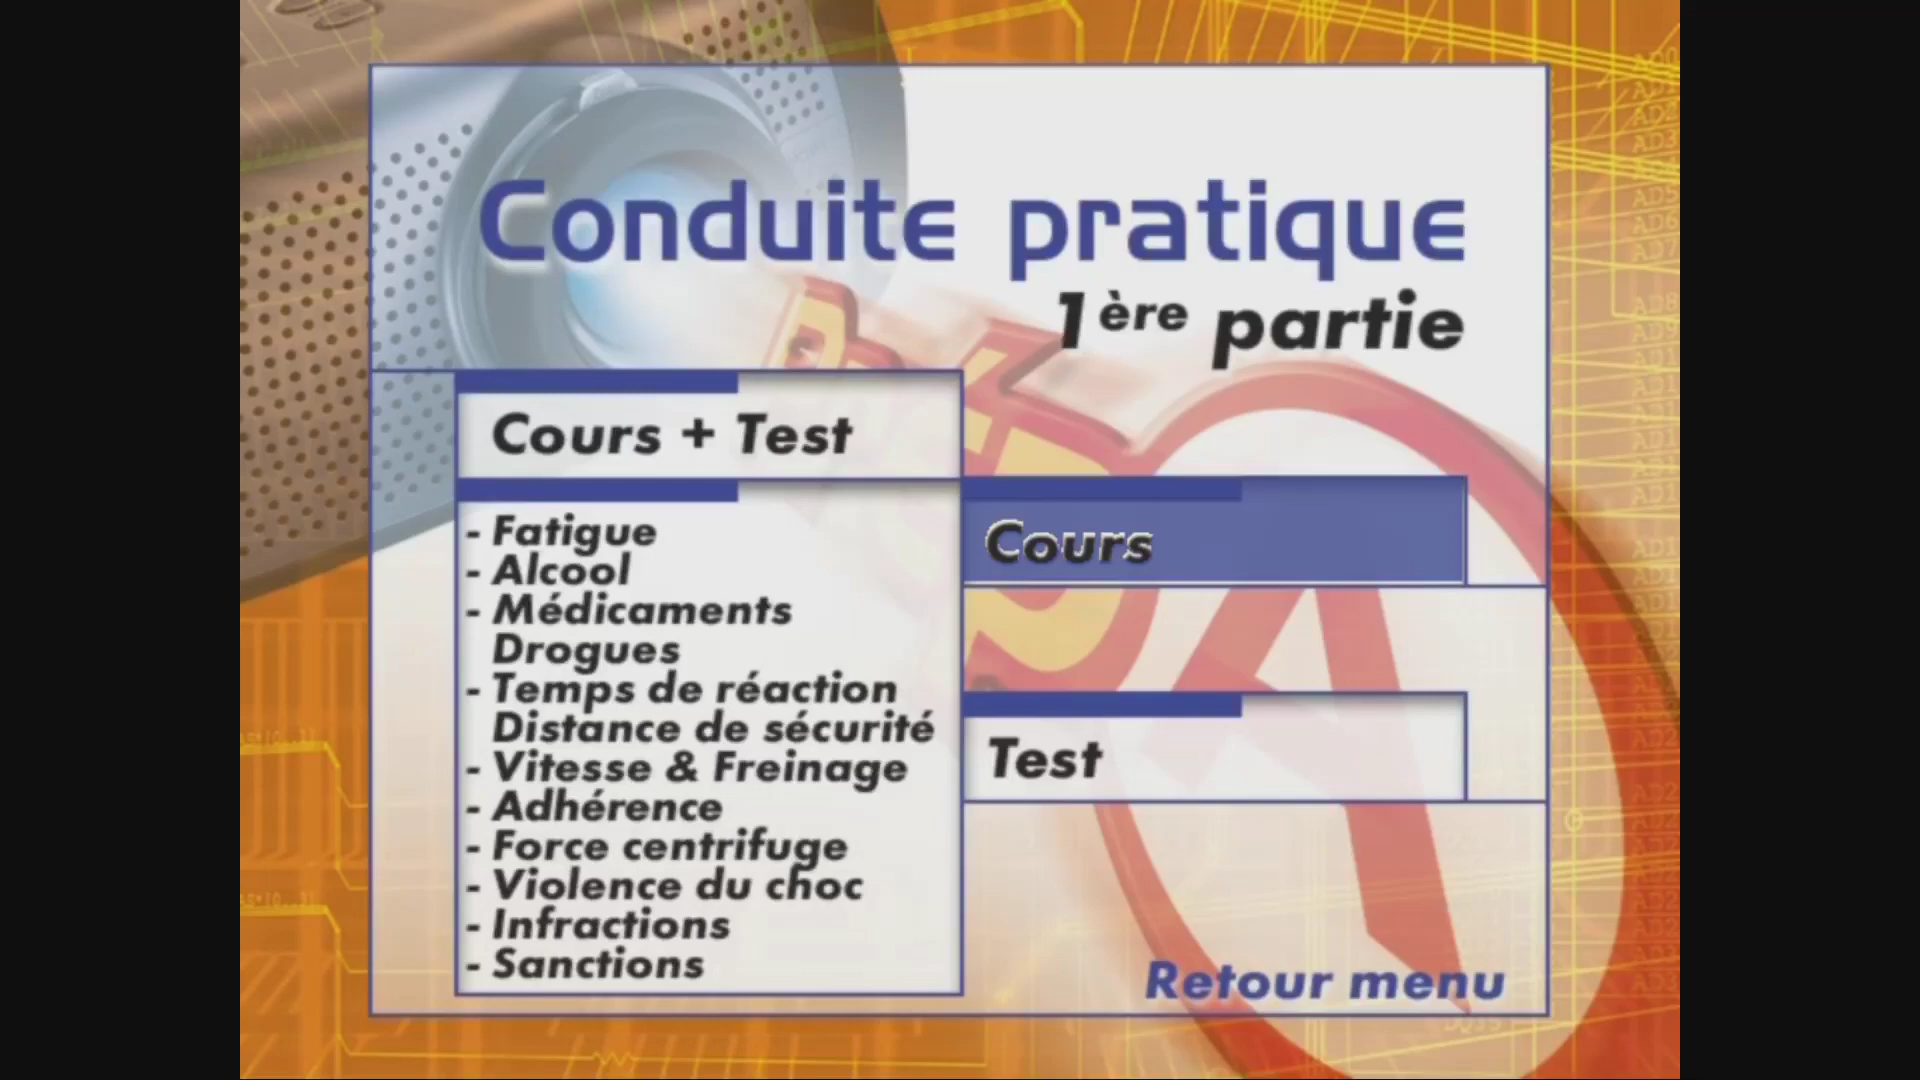 Conduite pratique
1ère partie
Cours + Test
- Fatigue
- Alcool
- Médicaments
Drogues
- Temps de réaction
Distance de sécurité
- Vitesse & Freinage
- Adhérence
- Force centrifuge
- Violence du choc
- Infractions
- Sanctions
Cours
Test
Retour menu